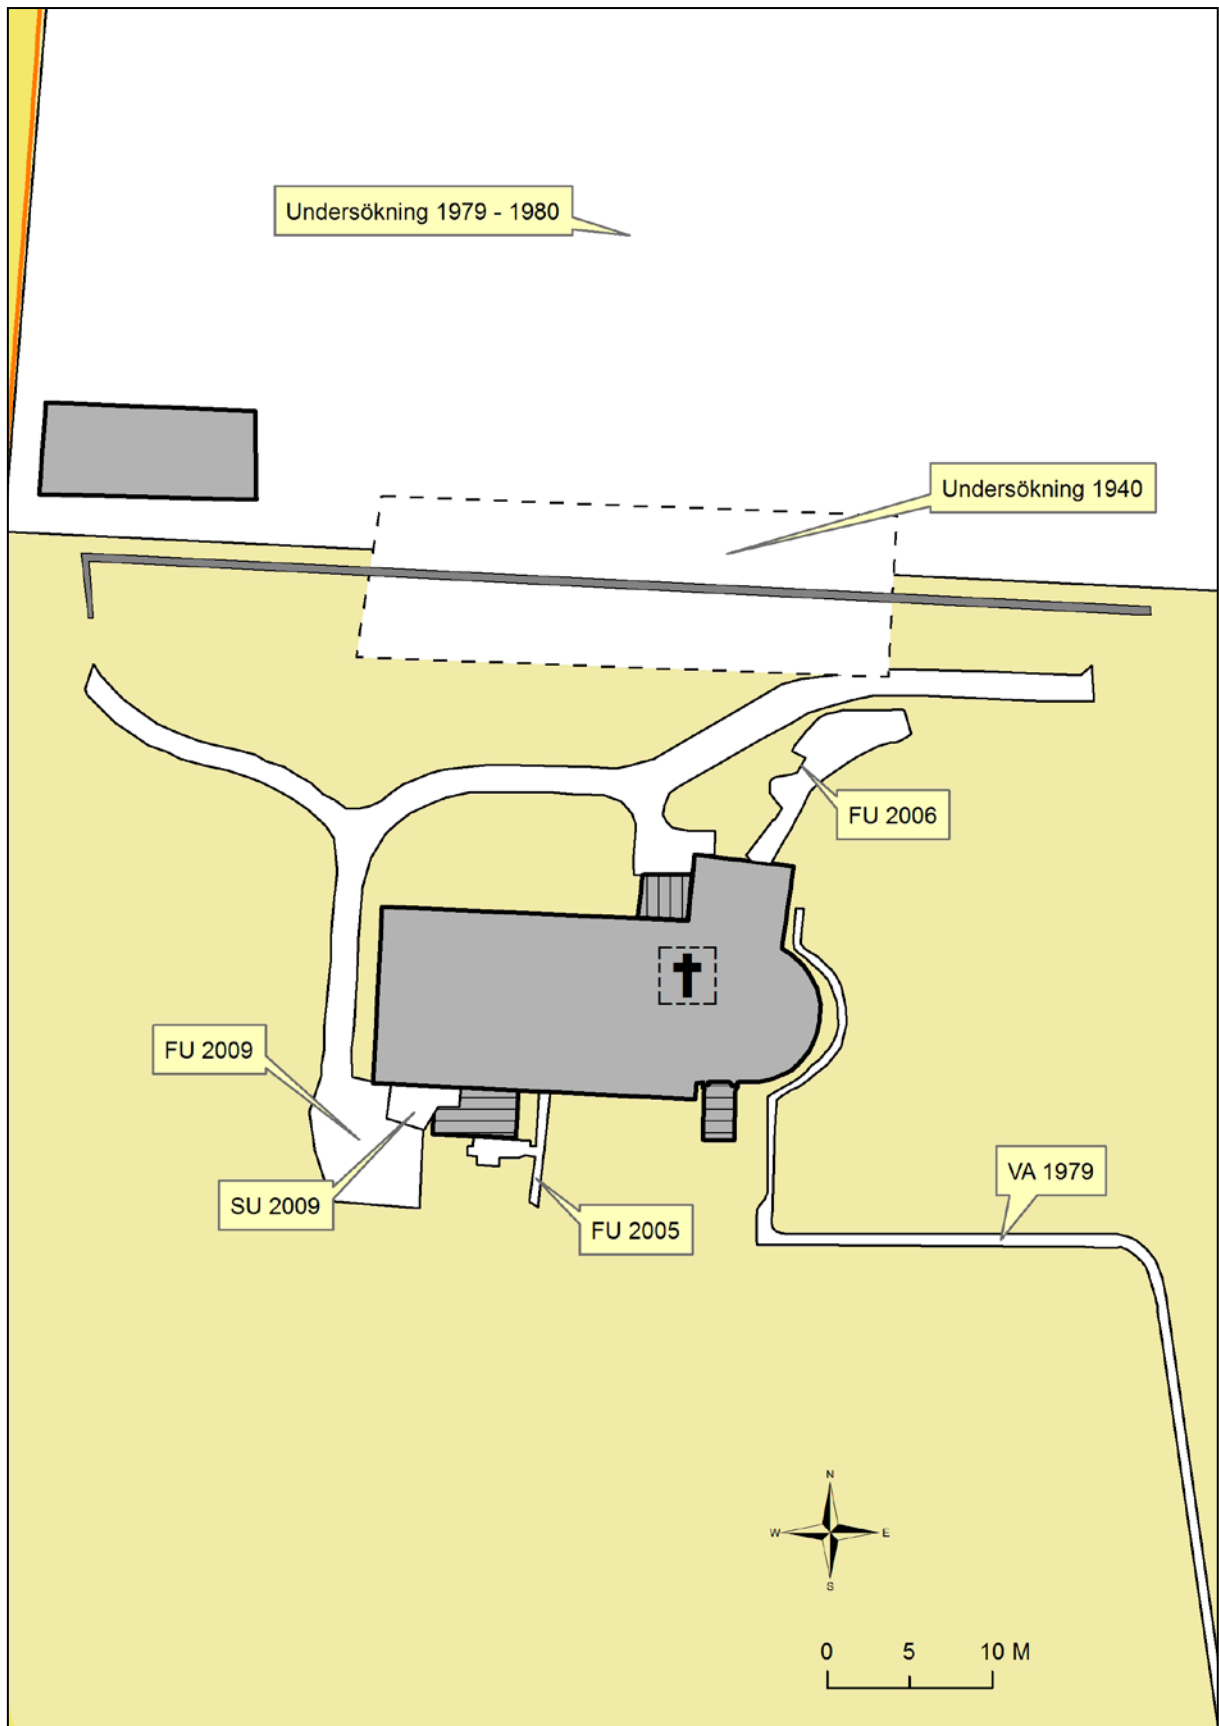 Undersökning 1979 - 1980
Undersökning 1940
FU 2006
FU 2009
VA 1979
SU 2009
FU 2005
N
W E
S
0 5 10 M